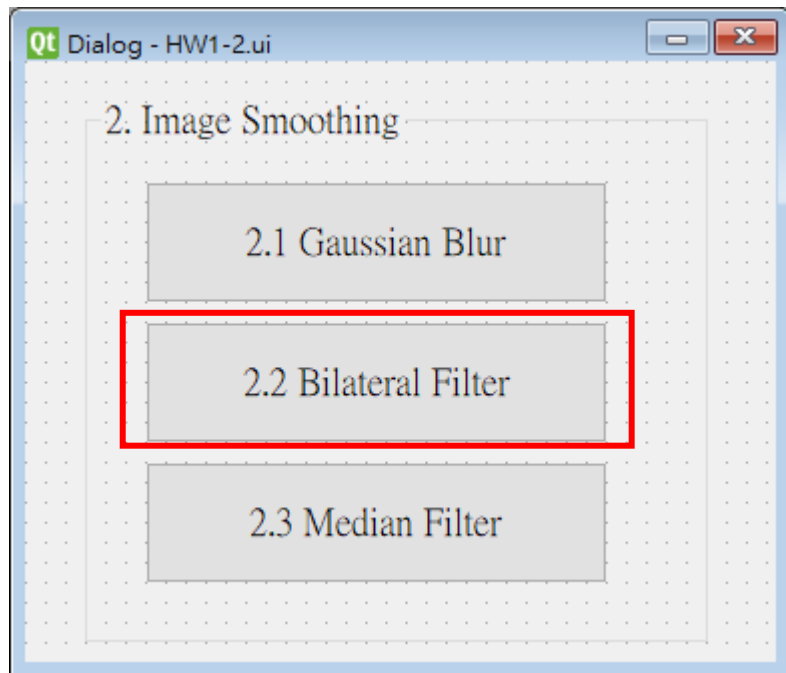 Qt Dialog - HW1-2.ui
2. Image Smoothing
2.1 Gaussian Blur
2.2 Bilateral Filter
2.3 Median Filter